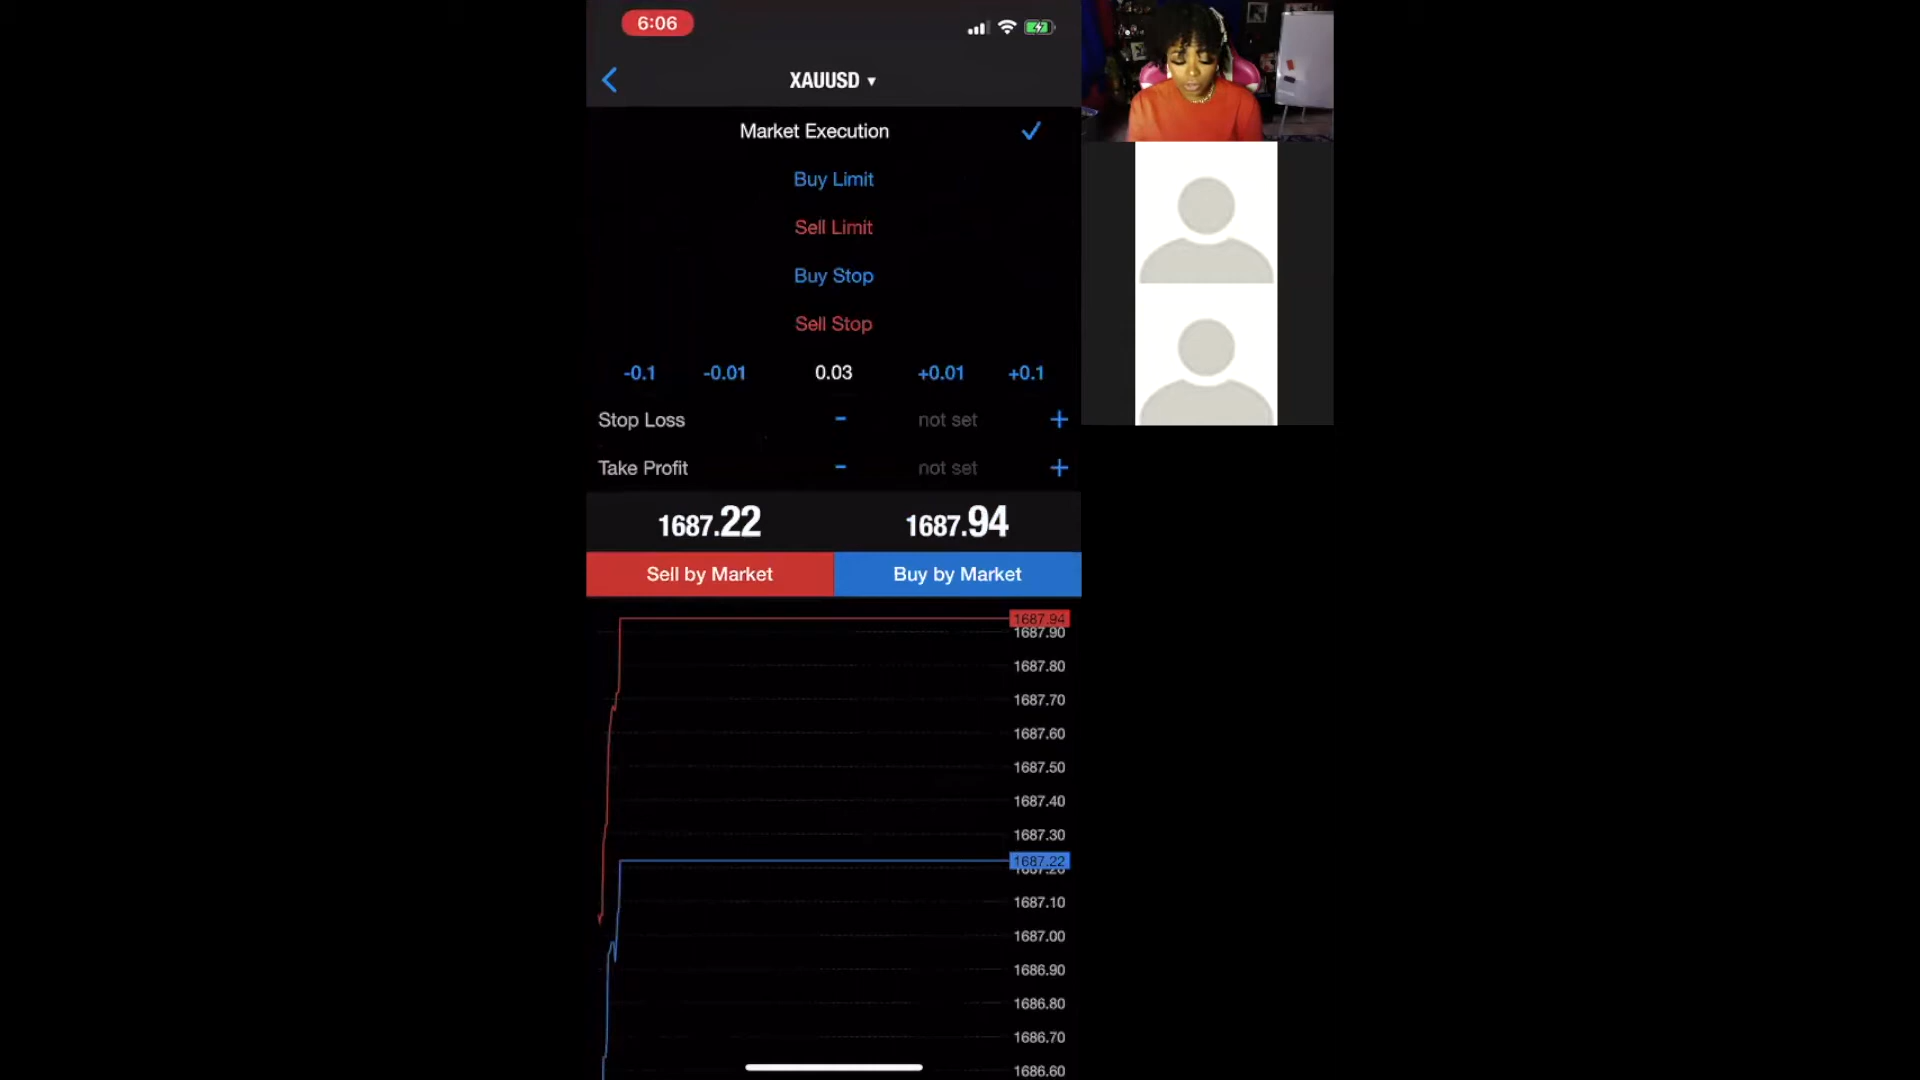 6:06
XAUUSD ▼
Market Execution
Buy Limit
Sell Limit
Buy Stop
Sell Stop
-0.1 -0.01 0.03 +0.01 +0.1
Stop Loss - not set +
Take Profit - not set +
1687.22 1687.94
Sell by Market Buy by Market
1687.94
1687.90
1687.80
1687.70
1687.60
1687.50
1687.40
1687.30
1687.22
1687.20
1687.10
1687.00
1686.90
1686.80
1686.70
1686.60